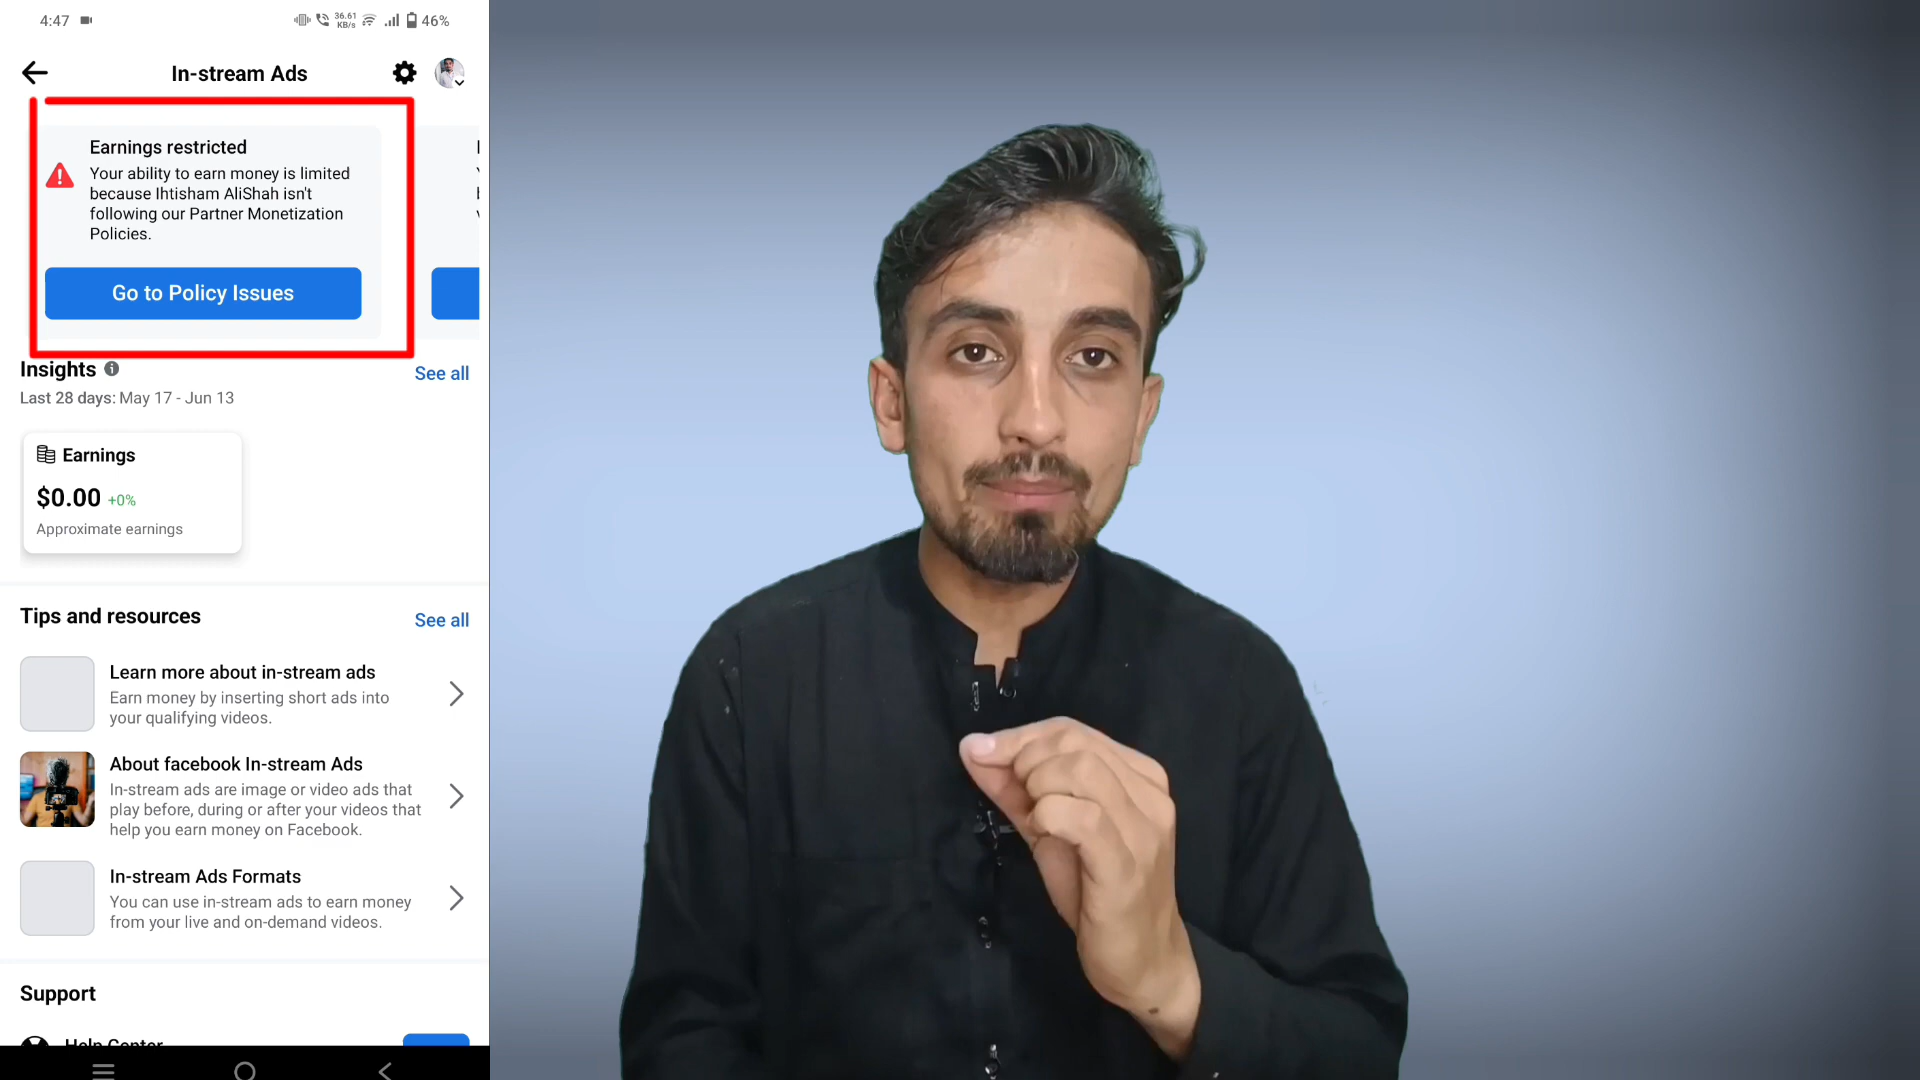 4:47
36.61
KB/s
46%
In-stream Ads
Earnings restricted
Your ability to earn money is limited
because Ihtisham AliShah isn't
following our Partner Monetization
Policies.
Go to Policy Issues
Insights
See all
Last 28 days: May 17 - Jun 13
Earnings
$0.00 +0%
Approximate earnings
Tips and resources
See all
Learn more about in-stream ads
Earn money by inserting short ads into
your qualifying videos.
About facebook In-stream Ads
In-stream ads are image or video ads that
play before, during or after your videos that
help you earn money on Facebook.
In-stream Ads Formats
You can use in-stream ads to earn money
from your live and on-demand videos.
Support
Help Center